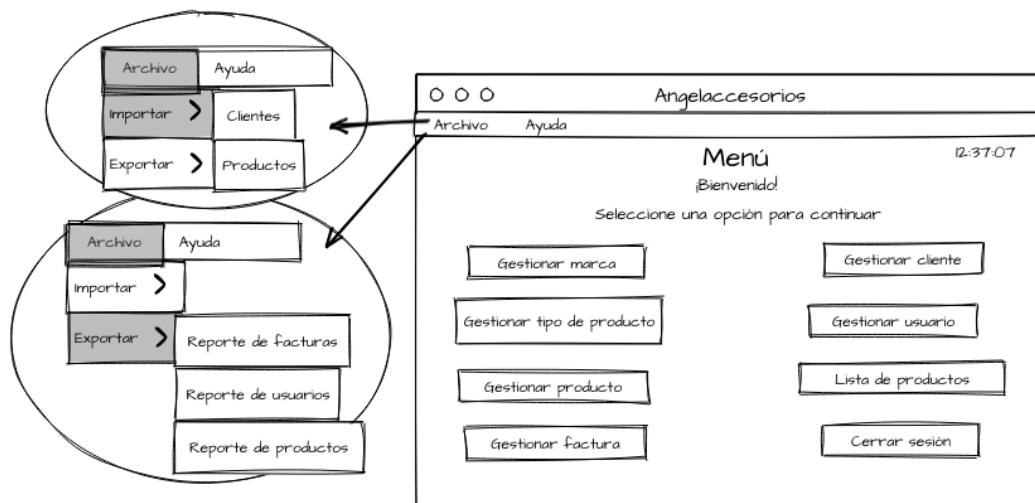 Archivo Ayuda
Importar Clientes
Exportar Productos
Archivo Ayuda
Importar
Exportar Reporte de facturas
Reporte de usuarios
Reporte de productos
Angelaccesorios
Archivo Ayuda
Menú 12:37:07
¡Bienvenido!
Seleccione una opción para continuar
Gestionar marca Gestionar cliente
Gestionar tipo de producto Gestionar usuario
Gestionar producto Lista de productos
Gestionar factura Cerrar sesión